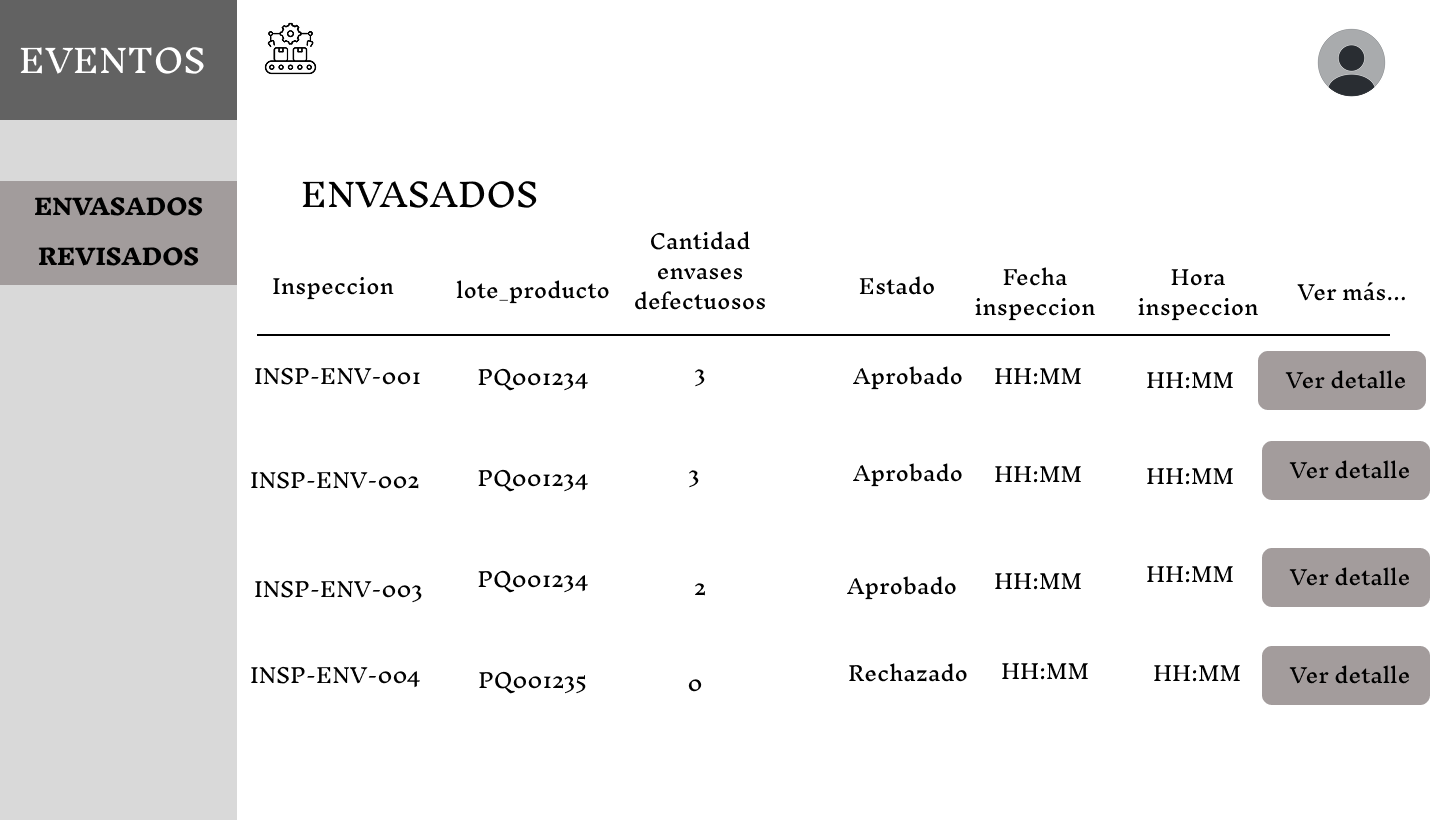 EVENTOS
ENVASADOS
REVISADOS
ENVASADOS
Inspeccion lote_producto Cantidad envases defectuosos Estado Fecha inspeccion Hora inspeccion Ver más...
INSP-ENV-001 PQ001234 3 Aprobado HH:MM HH:MM Ver detalle
INSP-ENV-002 PQ001234 3 Aprobado HH:MM HH:MM Ver detalle
INSP-ENV-003 PQ001234 2 Aprobado HH:MM HH:MM Ver detalle
INSP-ENV-004 PQ001235 0 Rechazado HH:MM HH:MM Ver detalle